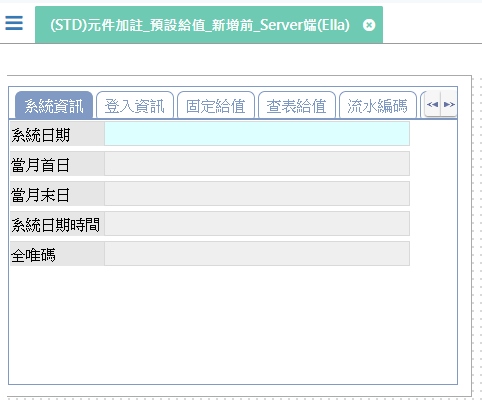 (STD)元件加註_預設給值_新增前_Server端(Ella)
系統資訊 登入資訊 固定給值 查表給值 流水編碼
系統日期
當月首日
當月末日
系統日期時間
全唯碼